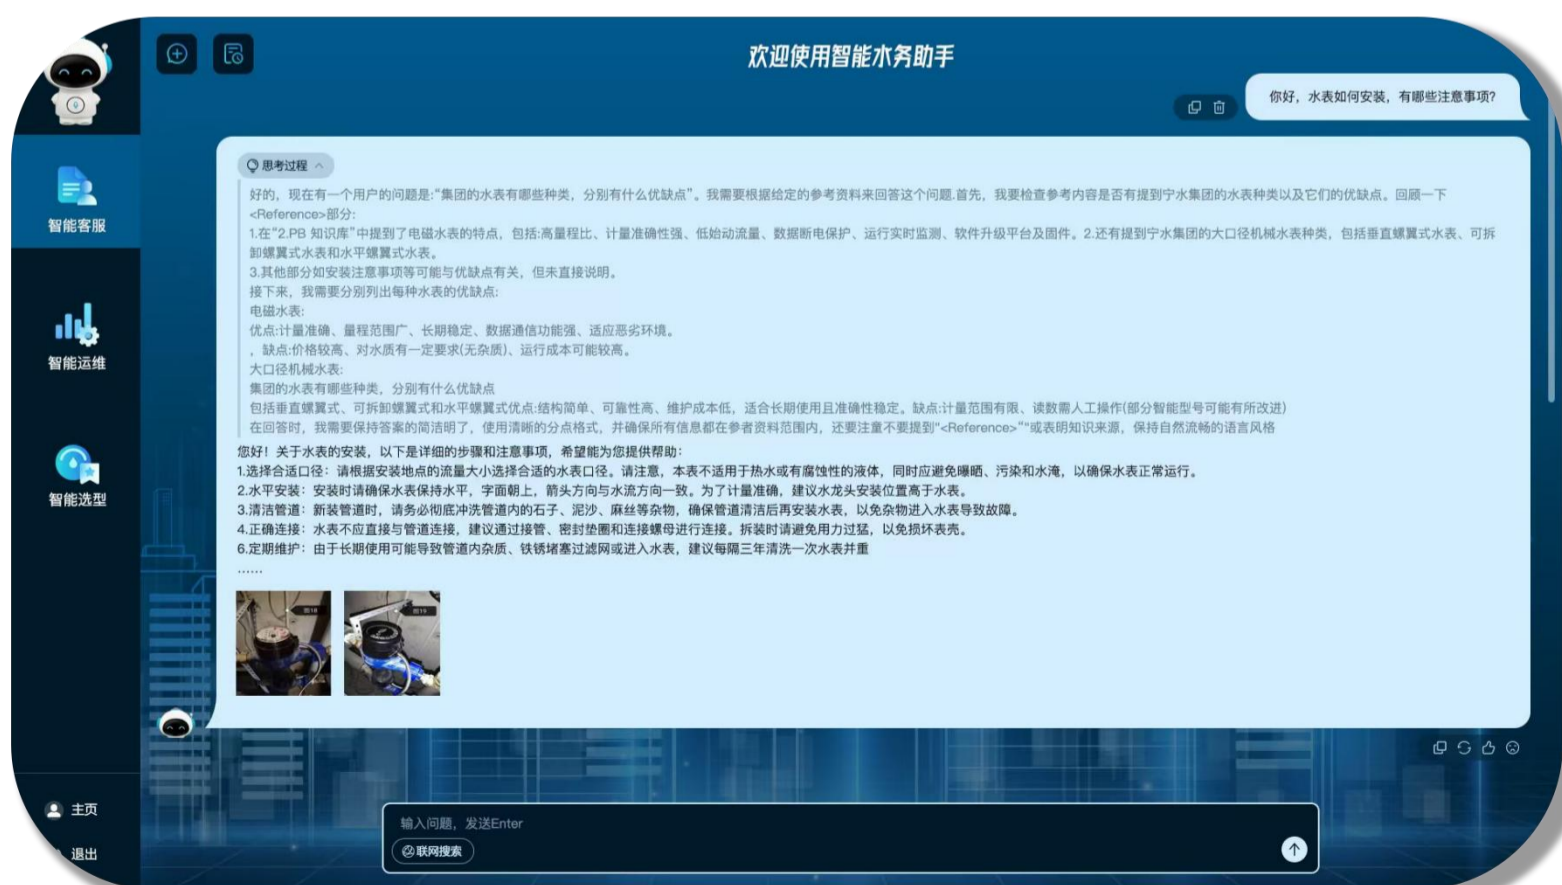 欢迎使用智能水务助手
你好，水表如何安装，有哪些注意事项？
智能客服
智能运维
智能选型
主页
退出
思考过程
好的，现在有一个用户的问题是:“集团的水表有哪些种类，分别有什么优缺点”。我需要根据给定的参考资料来回答这个问题.首先，我要检查参考内容是否有提到宁水集团的水表种类以及它们的优缺点。回顾一下
<Reference>部分:
1.在“2.PB 知识库”中提到了电磁水表的特点，包括:高量程比、计量准确性强、低始动流量、数据断电保护、运行实时监测、软件升级平台及固件。2.还有提到宁水集团的大口径机械水表种类，包括垂直螺翼式水表、可拆
卸螺翼式水表和水平螺翼式水表。
3.其他部分如安装注意事项等可能与优缺点有关，但未直接说明。
接下来，我需要分别列出每种水表的优缺点:
电磁水表:
优点:计量准确、量程范围广、长期稳定、数据通信功能强、适应恶劣环境。
，缺点:价格较高、对水质有一定要求(无杂质)、运行成本可能较高。
大口径机械水表:
集团的水表有哪些种类，分别有什么优缺点
包括垂直螺翼式、可拆卸螺翼式和水平螺翼式优点:结构简单、可靠性高、维护成本低，适合长期使用且准确性稳定。缺点:计量范围有限、读数需人工操作(部分智能型号可能有所改进)
在回答时，我需要保持答案的简洁明了，使用清晰的分点格式，并确保所有信息都在参者资料范围内，还要注童不要提到“<Reference>”“或表明知识来源，保持自然流畅的语言风格
您好！关于水表的安装，以下是详细的步骤和注意事项，希望能为您提供帮助：
1.选择合适口径：请根据安装地点的流量大小选择合适的水表口径。请注意，本表不适用于热水或有腐蚀性的液体，同时应避免曝晒、污染和水淹，以确保水表正常运行。
2.水平安装：安装时请确保水表保持水平，字面朝上，箭头方向与水流方向一致。为了计量准确，建议水龙头安装位置高于水表。
3.清洁管道：新装管道时，请务必彻底冲洗管道内的石子、泥沙、麻丝等杂物，确保管道清洁后再安装水表，以免杂物进入水表导致故障。
4.正确连接：水表不应直接与管道连接，建议通过接管、密封垫圈和连接螺母进行连接。拆装时请避免用力过猛，以免损坏表壳。
6.定期维护：由于长期使用可能导致管道内杂质、铁锈堵塞过滤网或进入水表，建议每隔三年清洗一次水表并重
……
图18
图19
输入问题，发送Enter
联网搜索